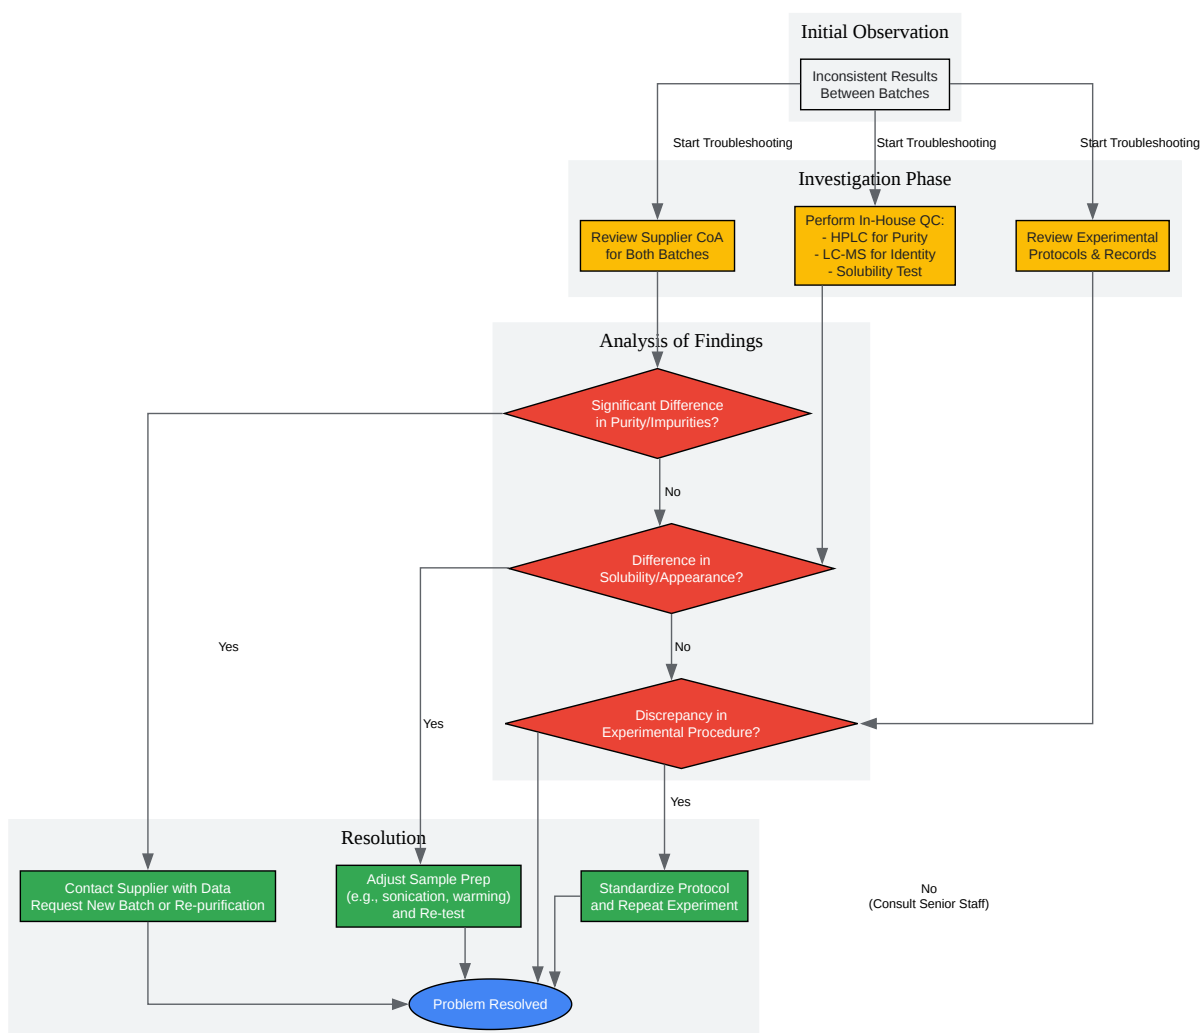 Initial Observation
Inconsistent Results
Between Batches
Start Troubleshooting
Start Troubleshooting
Start Troubleshooting
Investigation Phase
Review Supplier CoA
for Both Batches
Perform In-House QC:
- HPLC for Purity
- LC-MS for Identity
- Solubility Test
Review Experimental
Protocols & Records
Analysis of Findings
Significant Difference
in Purity/Impurities?
No
Difference in
Solubility/Appearance?
Yes
No
Discrepancy in
Experimental Procedure?
Yes
Yes
Resolution
Contact Supplier with Data
Request New Batch or Re-purification
Adjust Sample Prep
(e.g., sonication, warming)
and Re-test
Standardize Protocol
and Repeat Experiment
No
(Consult Senior Staff)
Problem Resolved